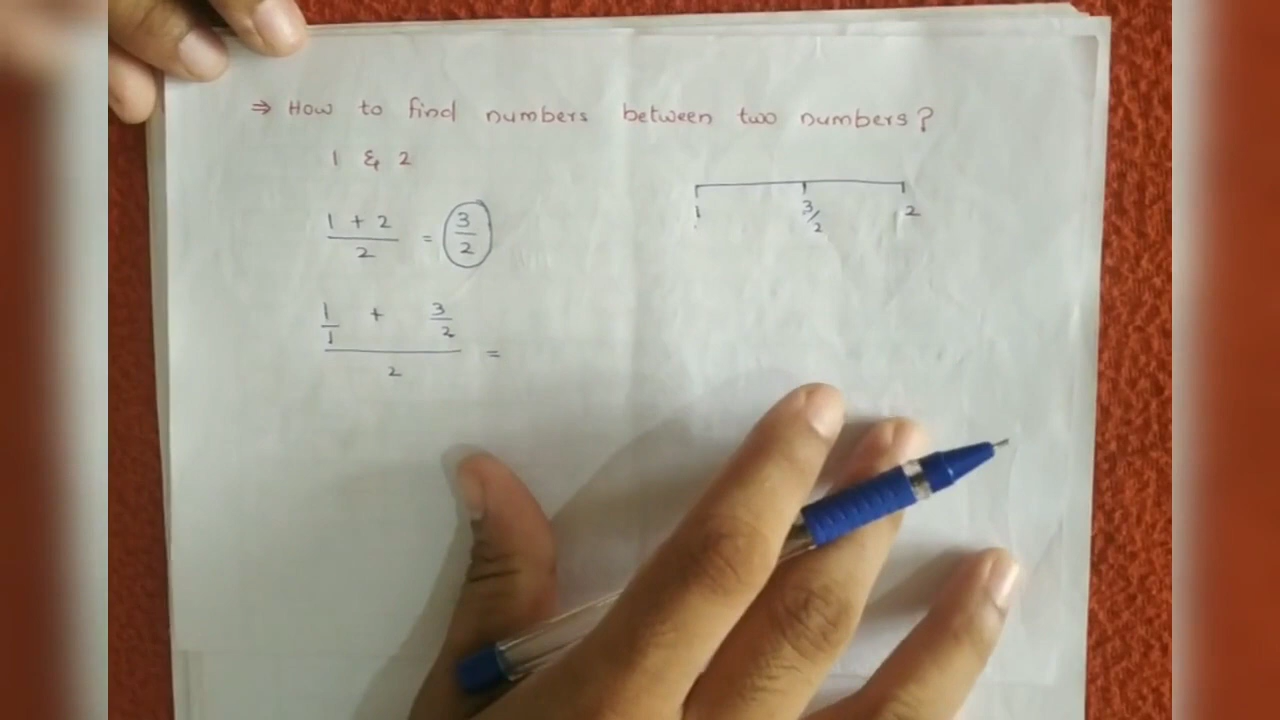 ⇒ How to find numbers between two numbers?
1 & 2
1 + 2 / 2 = 3/2
1/1 + 3/2 / 2 =
1 3/2 2